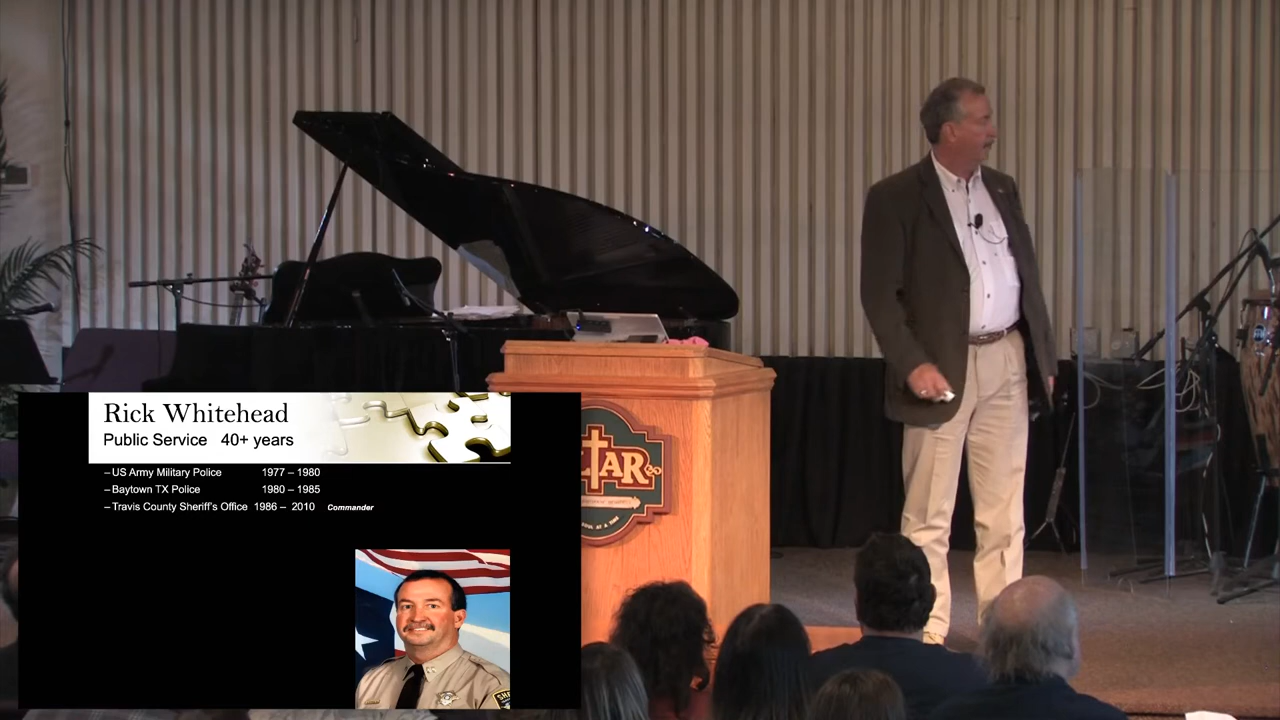 Rick Whitehead
Public Service 40+ years
– US Army Military Police 1977 – 1980
– Baytown TX Police 1980 – 1985
– Travis County Sheriff's Office 1986 – 2010 Commander
LTAR